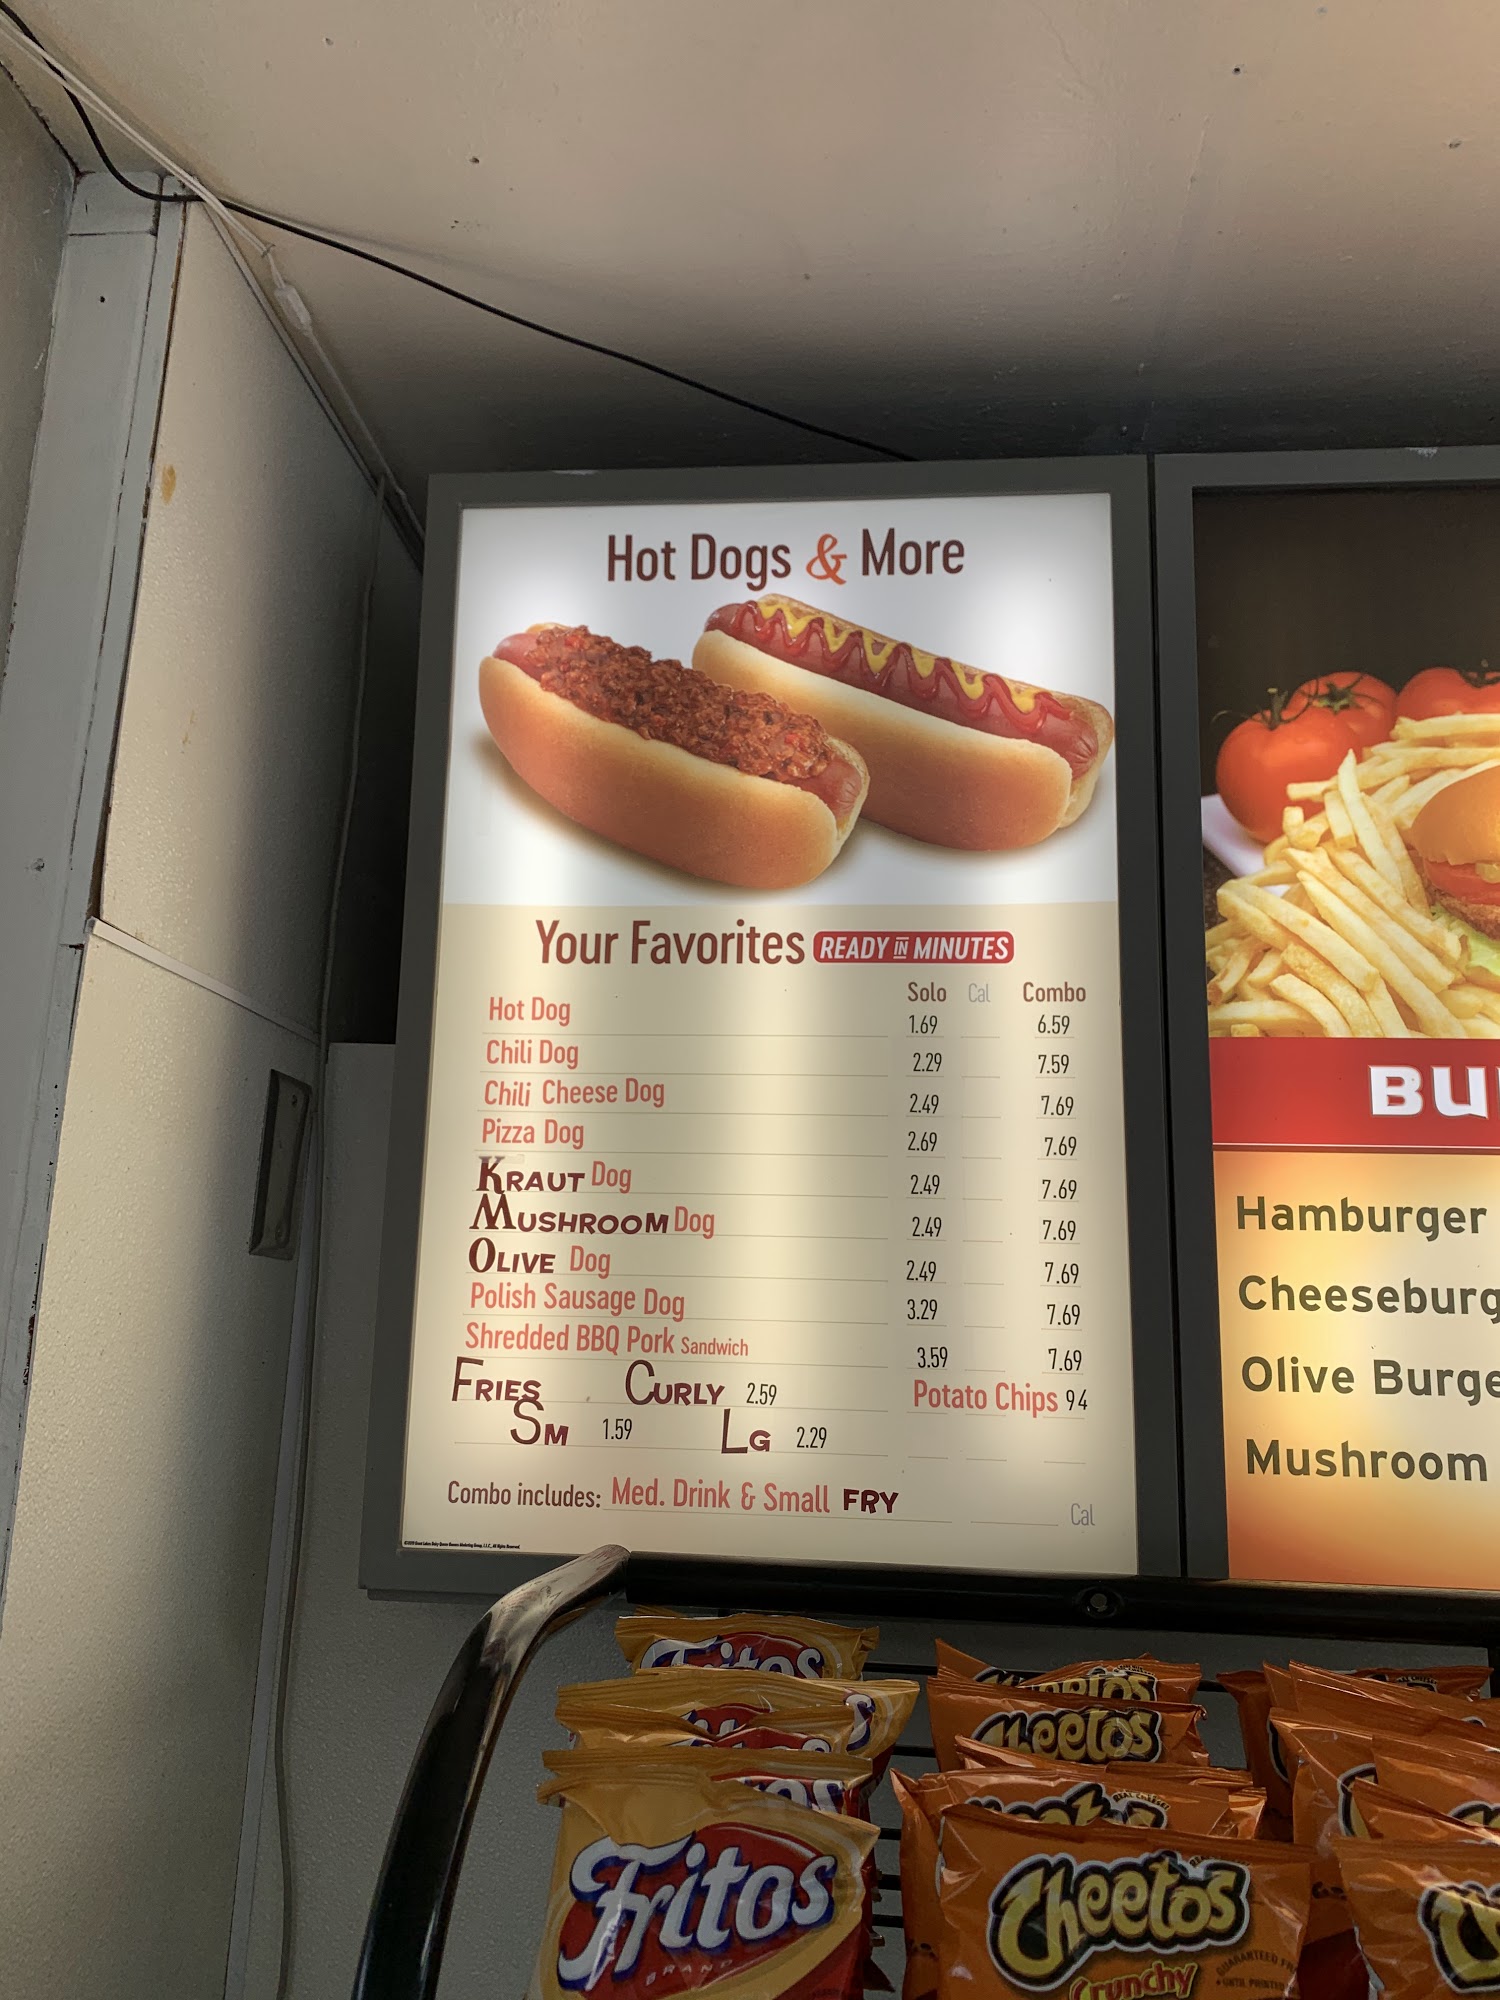 Hot Dogs & More
Your Favorites READY IN MINUTES
Solo Cal Combo
Hot Dog 1.69 6.59
Chili Dog 2.29 7.59
Chili Cheese Dog 2.49 7.69
Pizza Dog 2.69 7.69
KRAUT Dog 2.49 7.69
MUSHROOM Dog 2.49 7.69
OLIVE Dog 2.49 7.69
Polish Sausage Dog 3.29 7.69
Shredded BBQ Pork Sandwich 3.59 7.69
FRIES CURLY 2.59 Potato Chips 94
SM 1.59 LG 2.29
Combo includes: Med. Drink & Small FRY Cal
BU
Hamburger
Cheeseburg
Olive Burge
Mushroom
Fritos
Cheetos
Fritos
BRAND
Cheetos
Crunchy